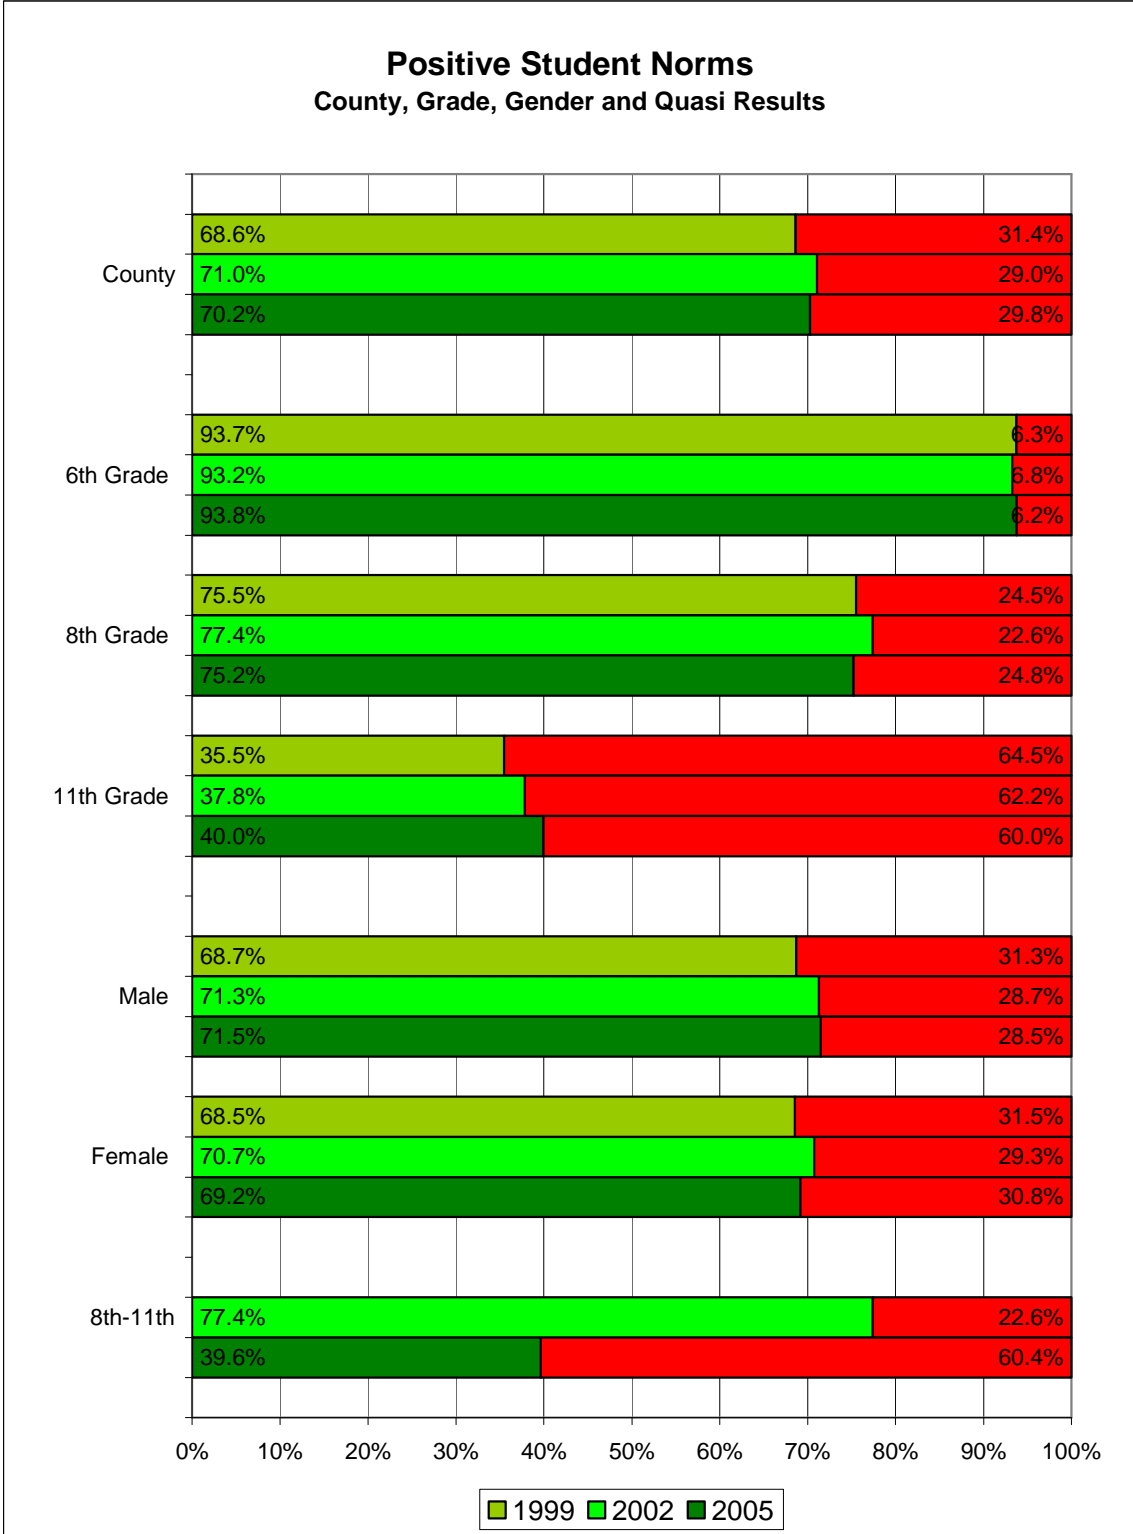 Positive Student Norms
County, Grade, Gender and Quasi Results
68.6% 31.4%
County 71.0% 29.0%
70.2% 29.8%
93.7% 6.3%
6th Grade 93.2% 6.8%
93.8% 6.2%
75.5% 24.5%
8th Grade 77.4% 22.6%
75.2% 24.8%
35.5% 64.5%
11th Grade 37.8% 62.2%
40.0% 60.0%
68.7% 31.3%
Male 71.3% 28.7%
71.5% 28.5%
68.5% 31.5%
Female 70.7% 29.3%
69.2% 30.8%
8th-11th 77.4% 22.6%
39.6% 60.4%
0% 10% 20% 30% 40% 50% 60% 70% 80% 90% 100%
1999 2002 2005